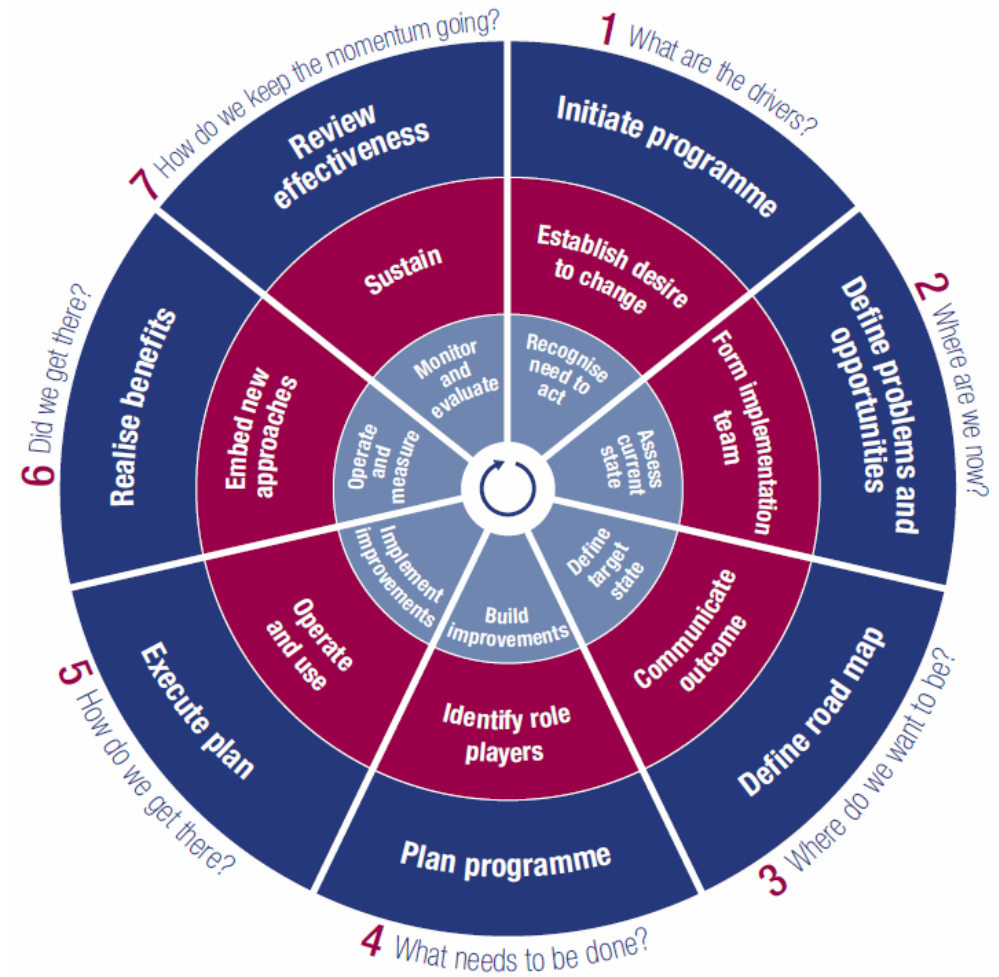 1 What are the drivers?
Initiate programme
Establish desire
to change
Recognise
need to
act
2 Where are we now?
Define problems and
opportunities
Form implementation
team
Assess
current
state
3 Where do we want to be?
Define road map
Communicate
outcome
Define
target
state
4 What needs to be done?
Plan programme
Identify role
players
Build
improvements
5 How do we get there?
Execute plan
Operate
and use
Implement
improvements
6 Did we get there?
Realise benefits
Embed new
approaches
Operate
and
measure
7 How do we keep the momentum going?
Review
effectiveness
Sustain
Monitor
and
evaluate